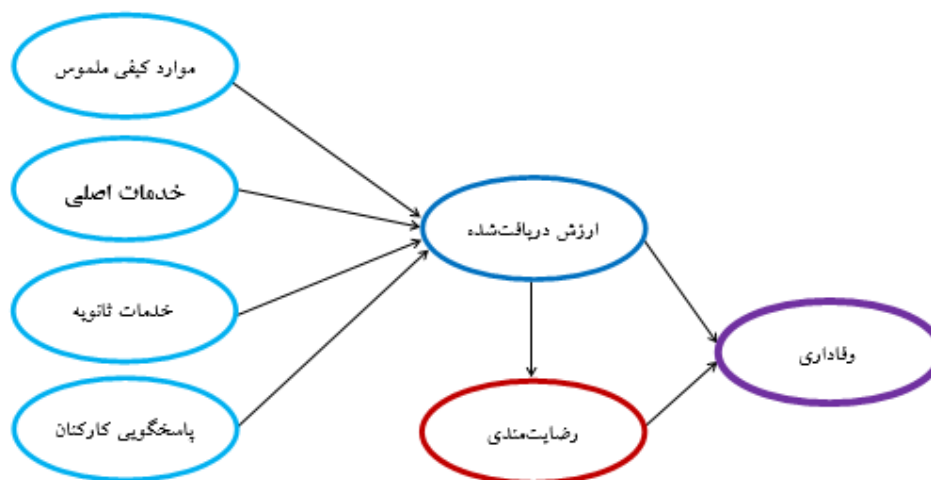 موارد کیفی ملموس
خدمات اصلی
ارزش دریافت‌شده
خدمات ثانویه
وفاداری
پاسخگویی کارکنان
رضایت‌مندی